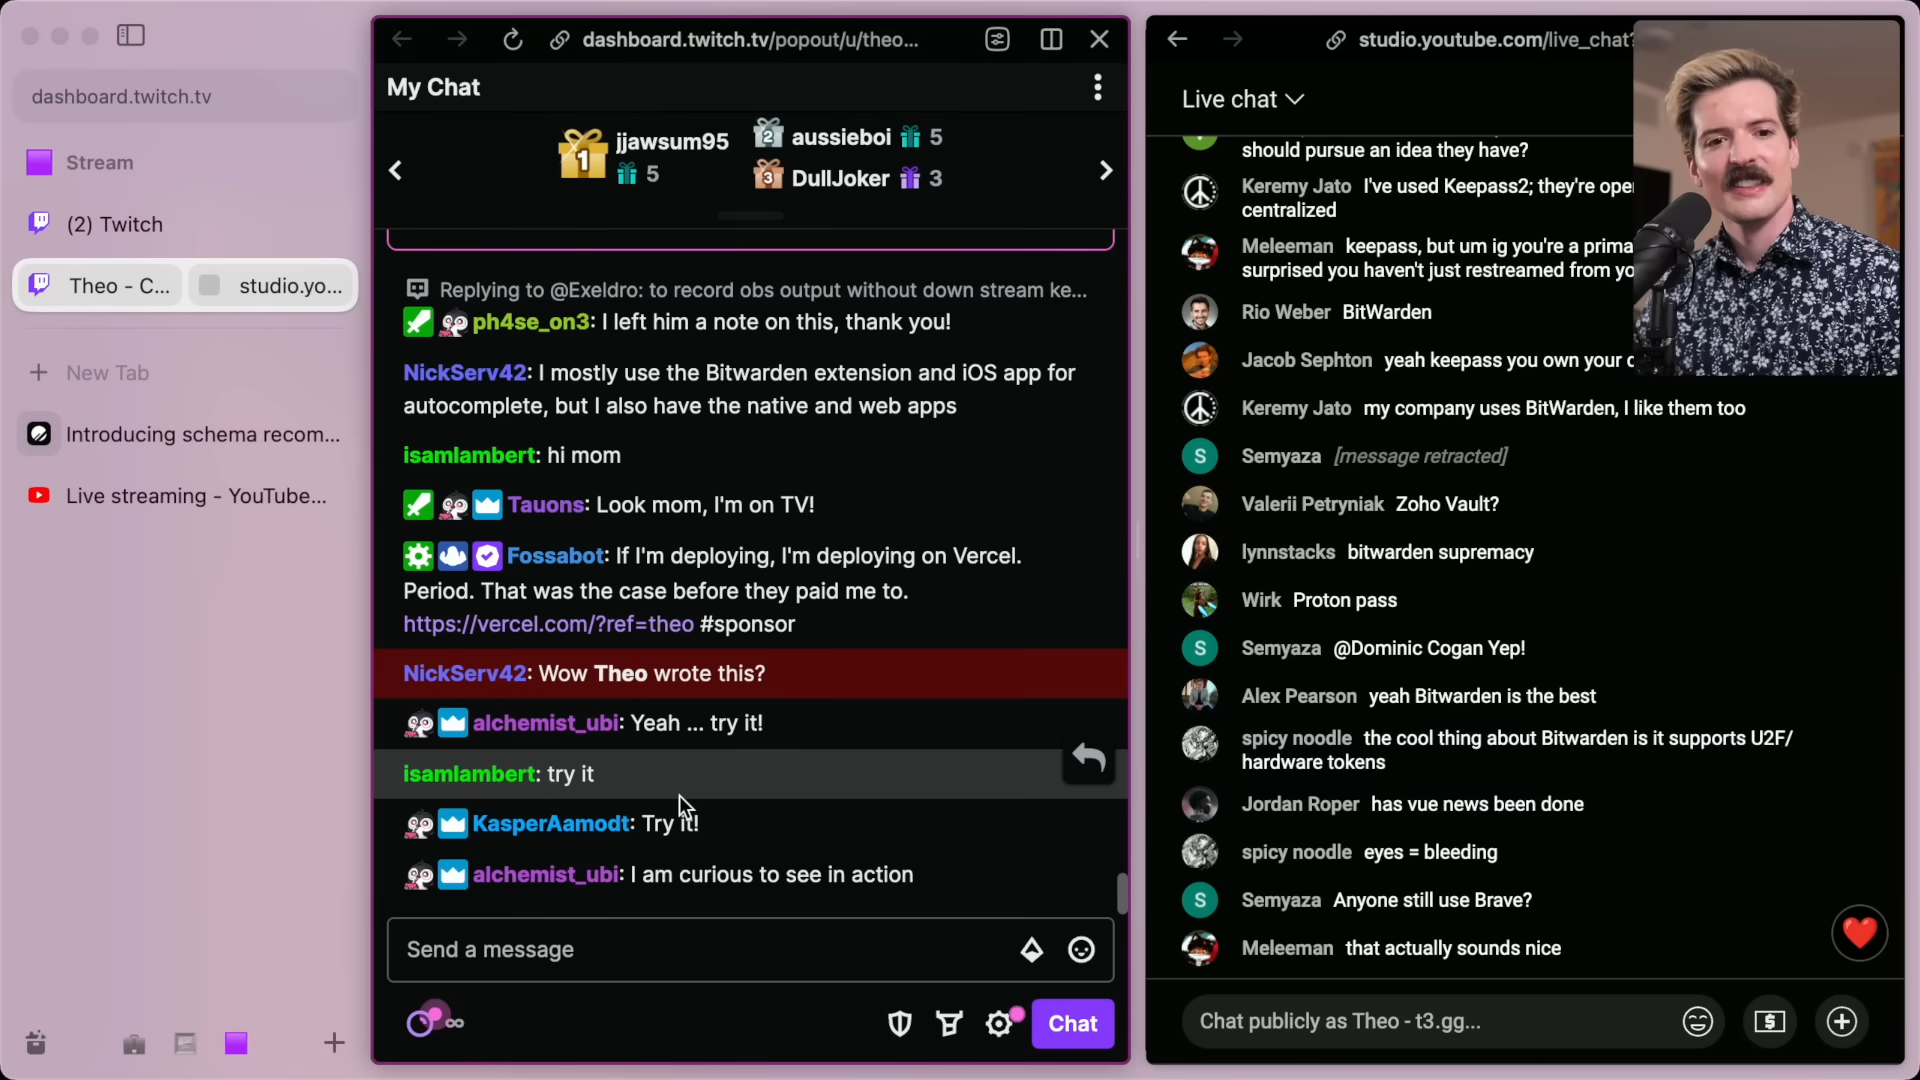 dashboard.twitch.tv
Stream
(2) Twitch
Theo - C...
studio.yo...
New Tab
Introducing schema recom...
Live streaming - YouTube...
dashboard.twitch.tv/popout/u/theo...
My Chat
1
jjawsum95
5
2
aussieboi
5
3
DullJoker
3
Replying to @Exeldro: to record obs output without down stream ke...
ph4se_on3: I left him a note on this, thank you!
NickServ42: I mostly use the Bitwarden extension and iOS app for
autocomplete, but I also have the native and web apps
isamlambert: hi mom
Tauons: Look mom, I'm on TV!
Fossabot: If I'm deploying, I'm deploying on Vercel.
Period. That was the case before they paid me to.
https://vercel.com/?ref=theo #sponsor
NickServ42: Wow Theo wrote this?
alchemist_ubi: Yeah ... try it!
isamlambert: try it
KasperAamodt: Try it!
alchemist_ubi: I am curious to see in action
Send a message
Chat
studio.youtube.com/live_chat?
Live chat
should pursue an idea they have?
Keremy Jato I've used Keepass2; they're ope
centralized
Meleeman keepass, but um ig you're a prima
surprised you haven't just restreamed from yo
Rio Weber BitWarden
Jacob Sephton yeah keepass you own your
Keremy Jato my company uses BitWarden, I like them too
S
Semyaza [message retracted]
Valerii Petryniak Zoho Vault?
lynnstacks bitwarden supremacy
Wirk Proton pass
S
Semyaza @Dominic Cogan Yep!
Alex Pearson yeah Bitwarden is the best
spicy noodle the cool thing about Bitwarden is it supports U2F/
hardware tokens
Jordan Roper has vue news been done
spicy noodle eyes = bleeding
S
Semyaza Anyone still use Brave?
Meleeman that actually sounds nice
Chat publicly as Theo - t3.gg...